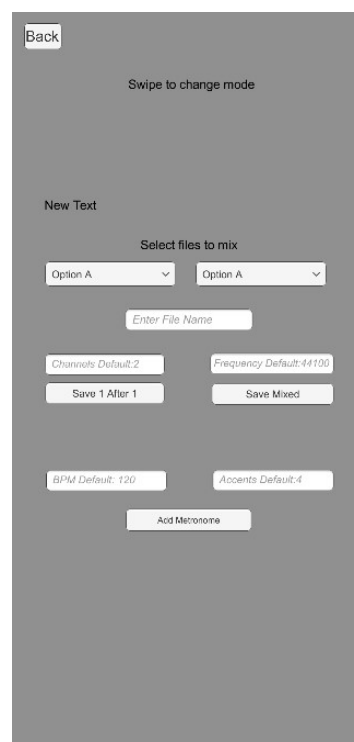 Back
Swipe to change mode
New Text
Select files to mix
Option A Option A
Enter File Name
Channels Default:2 Frequency Default:44100
Save 1 After 1 Save Mixed
BPM Default: 120 Accents Default:4
Add Metronome